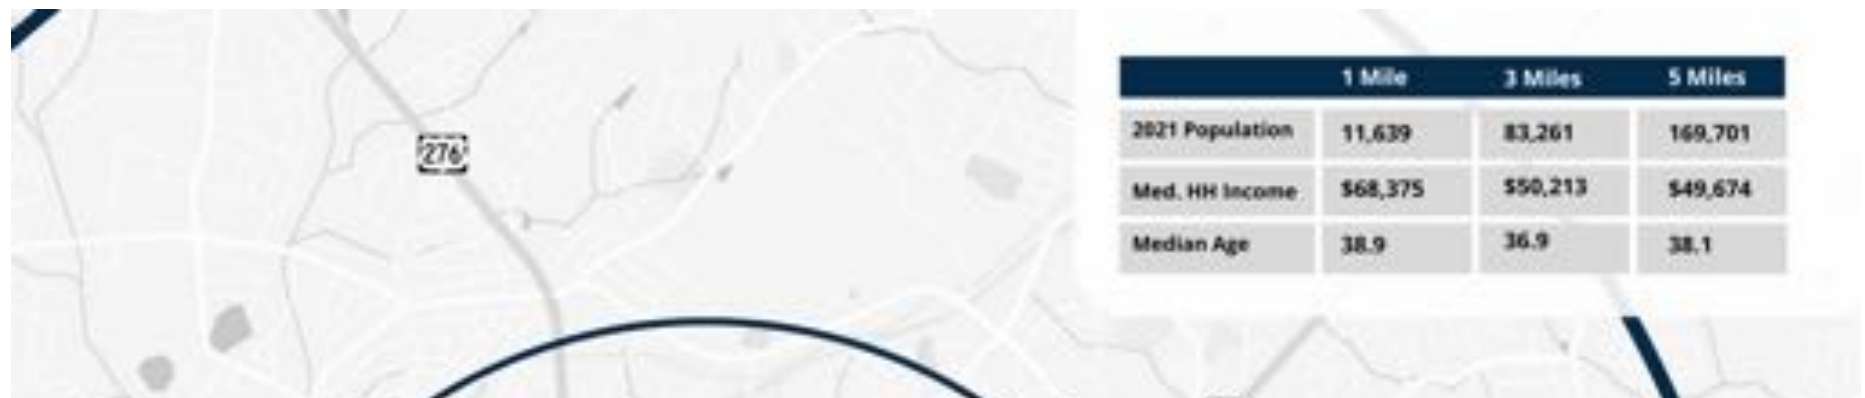 1 Mile 3 Miles 5 Miles
2021 Population 11,639 83,261 169,701
276
Med. HH Income $68,375 $50,213 $49,674
Median Age 38.9 36.9 38.1